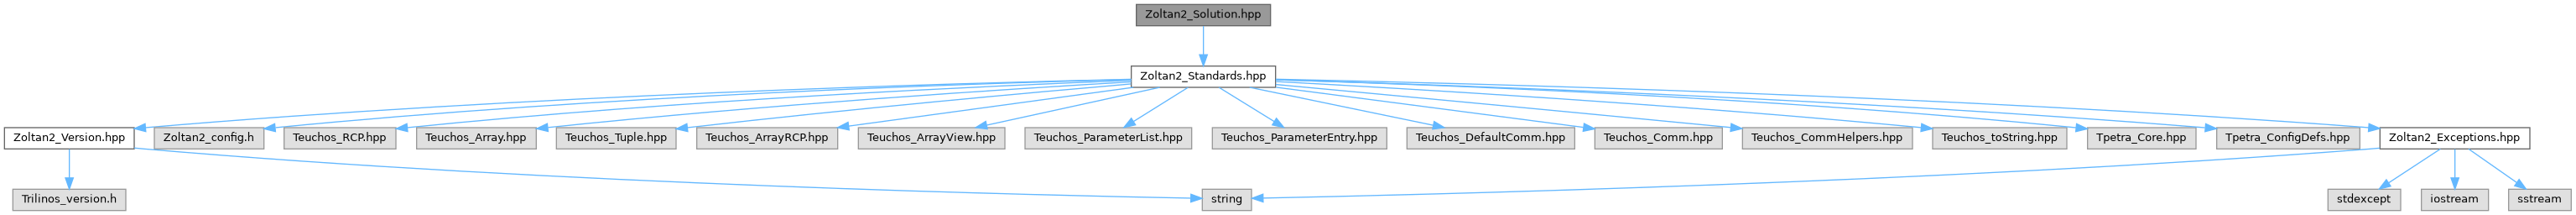 Zoltan2_Solution.hpp
Zoltan2_Standards.hpp
Zoltan2_Version.hpp
Zoltan2_config.h
Teuchos_RCP.hpp
Teuchos_Array.hpp
Teuchos_Tuple.hpp
Teuchos_ArrayRCP.hpp
Teuchos_ArrayView.hpp
Teuchos_ParameterList.hpp
Teuchos_ParameterEntry.hpp
Teuchos_DefaultComm.hpp
Teuchos_Comm.hpp
Teuchos_CommHelpers.hpp
Teuchos_toString.hpp
Tpetra_Core.hpp
Tpetra_ConfigDefs.hpp
Zoltan2_Exceptions.hpp
Trilinos_version.h
string
stdexcept
iostream
sstream